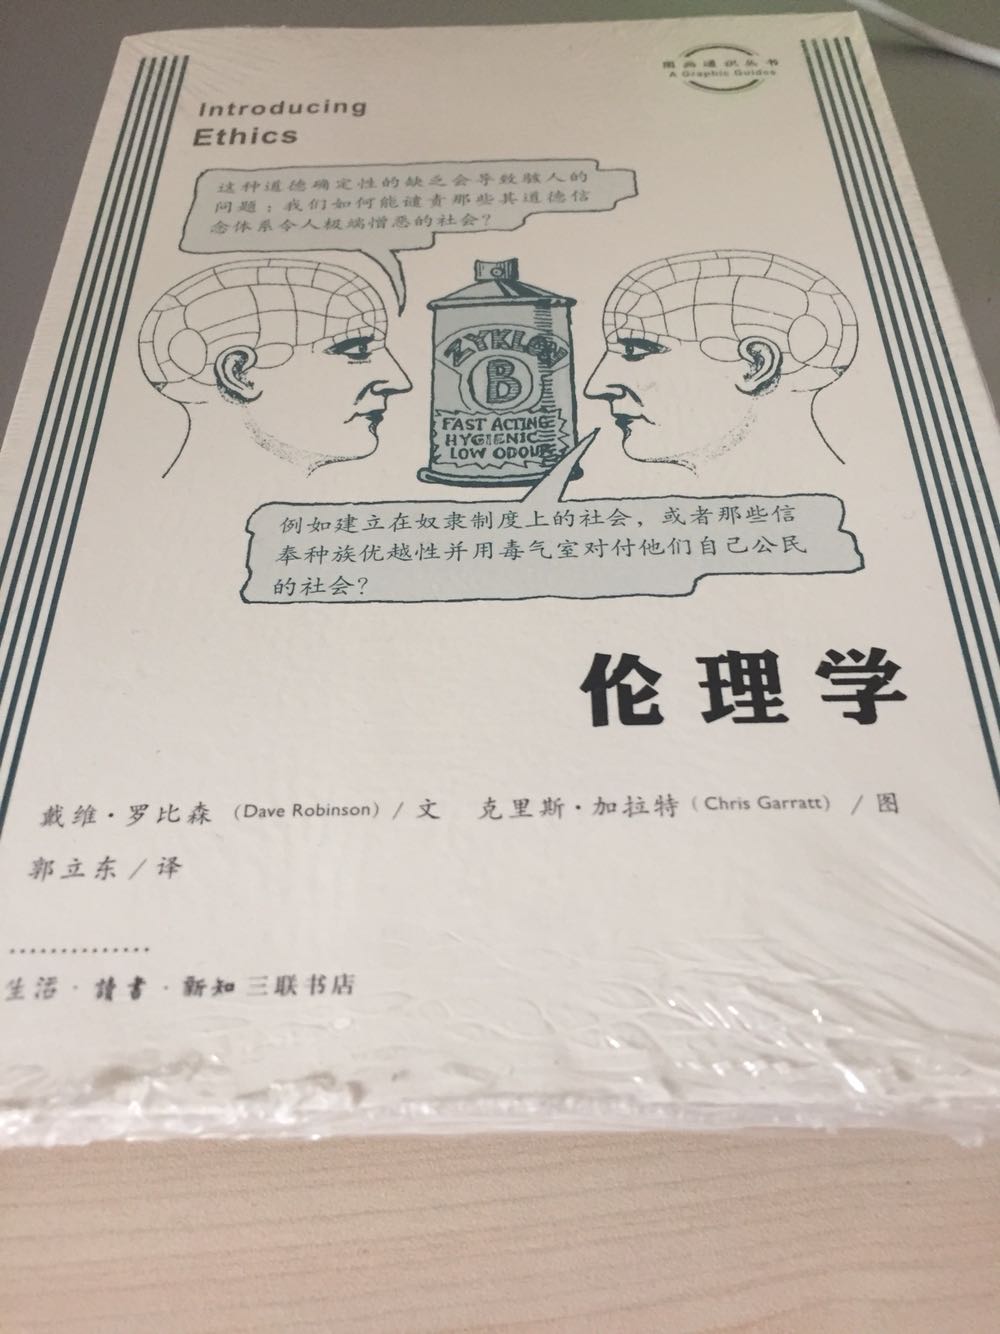 图画通识丛书
A Graphic Guides
Introducing
Ethics
这种道德确定性的缺乏会导致骇人的
问题：我们如何能谴责那些其道德信
念体系令人极端憎恶的社会？
ZYKLON
B
FAST ACTING
HYGIENIC
LOW ODOUR
例如建立在奴隶制度上的社会，或者那些信
奉种族优越性并用毒气室对付他们自己公民
的社会？
伦理学
戴维·罗比森（Dave Robinson）/ 文 克里斯·加拉特（Chris Garratt）/ 图
郭立东 / 译
生活·讀書·新知三联书店